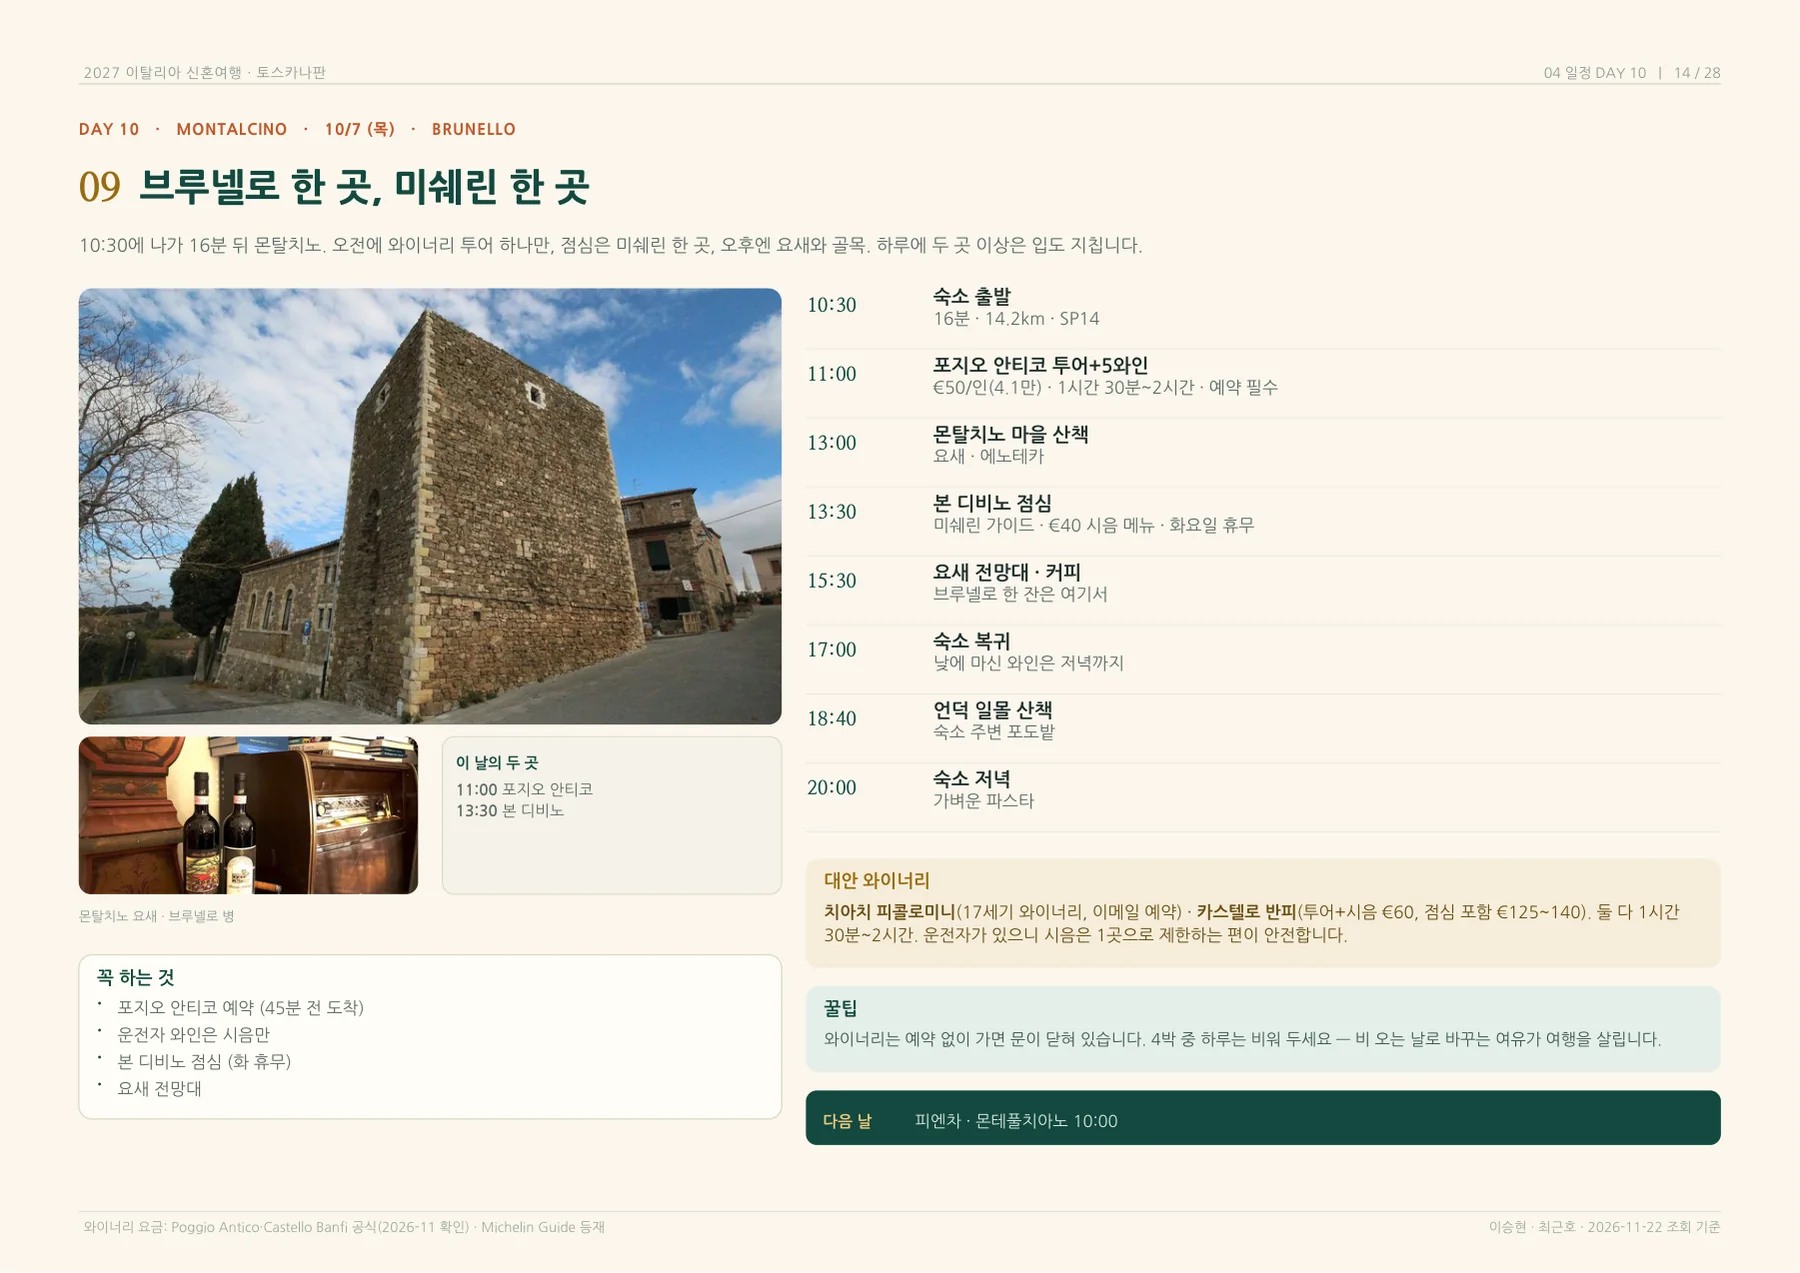 2027 이탈리아 신혼여행 · 토스카나판
04 일정 DAY 10 | 14 / 28
DAY 10 · MONTALCINO · 10/7 (목) · BRUNELLO
09 브루넬로 한 곳, 미쉐린 한 곳
10:30에 나가 16분 뒤 몬탈치노. 오전에 와이너리 투어 하나만, 점심은 미쉐린 한 곳, 오후엔 요새와 골목. 하루에 두 곳 이상은 입도 지칩니다.
이 날의 두 곳
11:00 포지오 안티코
13:30 본 디비노
몬탈치노 요새 · 브루넬로 병
꼭 하는 것
· 포지오 안티코 예약 (45분 전 도착)
· 운전자 와인은 시음만
· 본 디비노 점심 (화 휴무)
· 요새 전망대
10:30 숙소 출발
16분 · 14.2km · SP14
11:00 포지오 안티코 투어+5와인
€50/인(4.1만) · 1시간 30분~2시간 · 예약 필수
13:00 몬탈치노 마을 산책
요새 · 에노테카
13:30 본 디비노 점심
미쉐린 가이드 · €40 시음 메뉴 · 화요일 휴무
15:30 요새 전망대 · 커피
브루넬로 한 잔은 여기서
17:00 숙소 복귀
낮에 마신 와인은 저녁까지
18:40 언덕 일몰 산책
숙소 주변 포도밭
20:00 숙소 저녁
가벼운 파스타
대안 와이너리
치아치 피콜로미니(17세기 와이너리, 이메일 예약) · 카스텔로 반피(투어+시음 €60, 점심 포함 €125~140). 둘 다 1시간
30분~2시간. 운전자가 있으니 시음은 1곳으로 제한하는 편이 안전합니다.
꿀팁
와이너리는 예약 없이 가면 문이 닫혀 있습니다. 4박 중 하루는 비워 두세요 — 비 오는 날로 바꾸는 여유가 여행을 살립니다.
다음 날 피엔차 · 몬테풀치아노 10:00
와이너리 요금: Poggio Antico·Castello Banfi 공식(2026-11 확인) · Michelin Guide 등재
이승현 · 최근호 · 2026-11-22 조회 기준